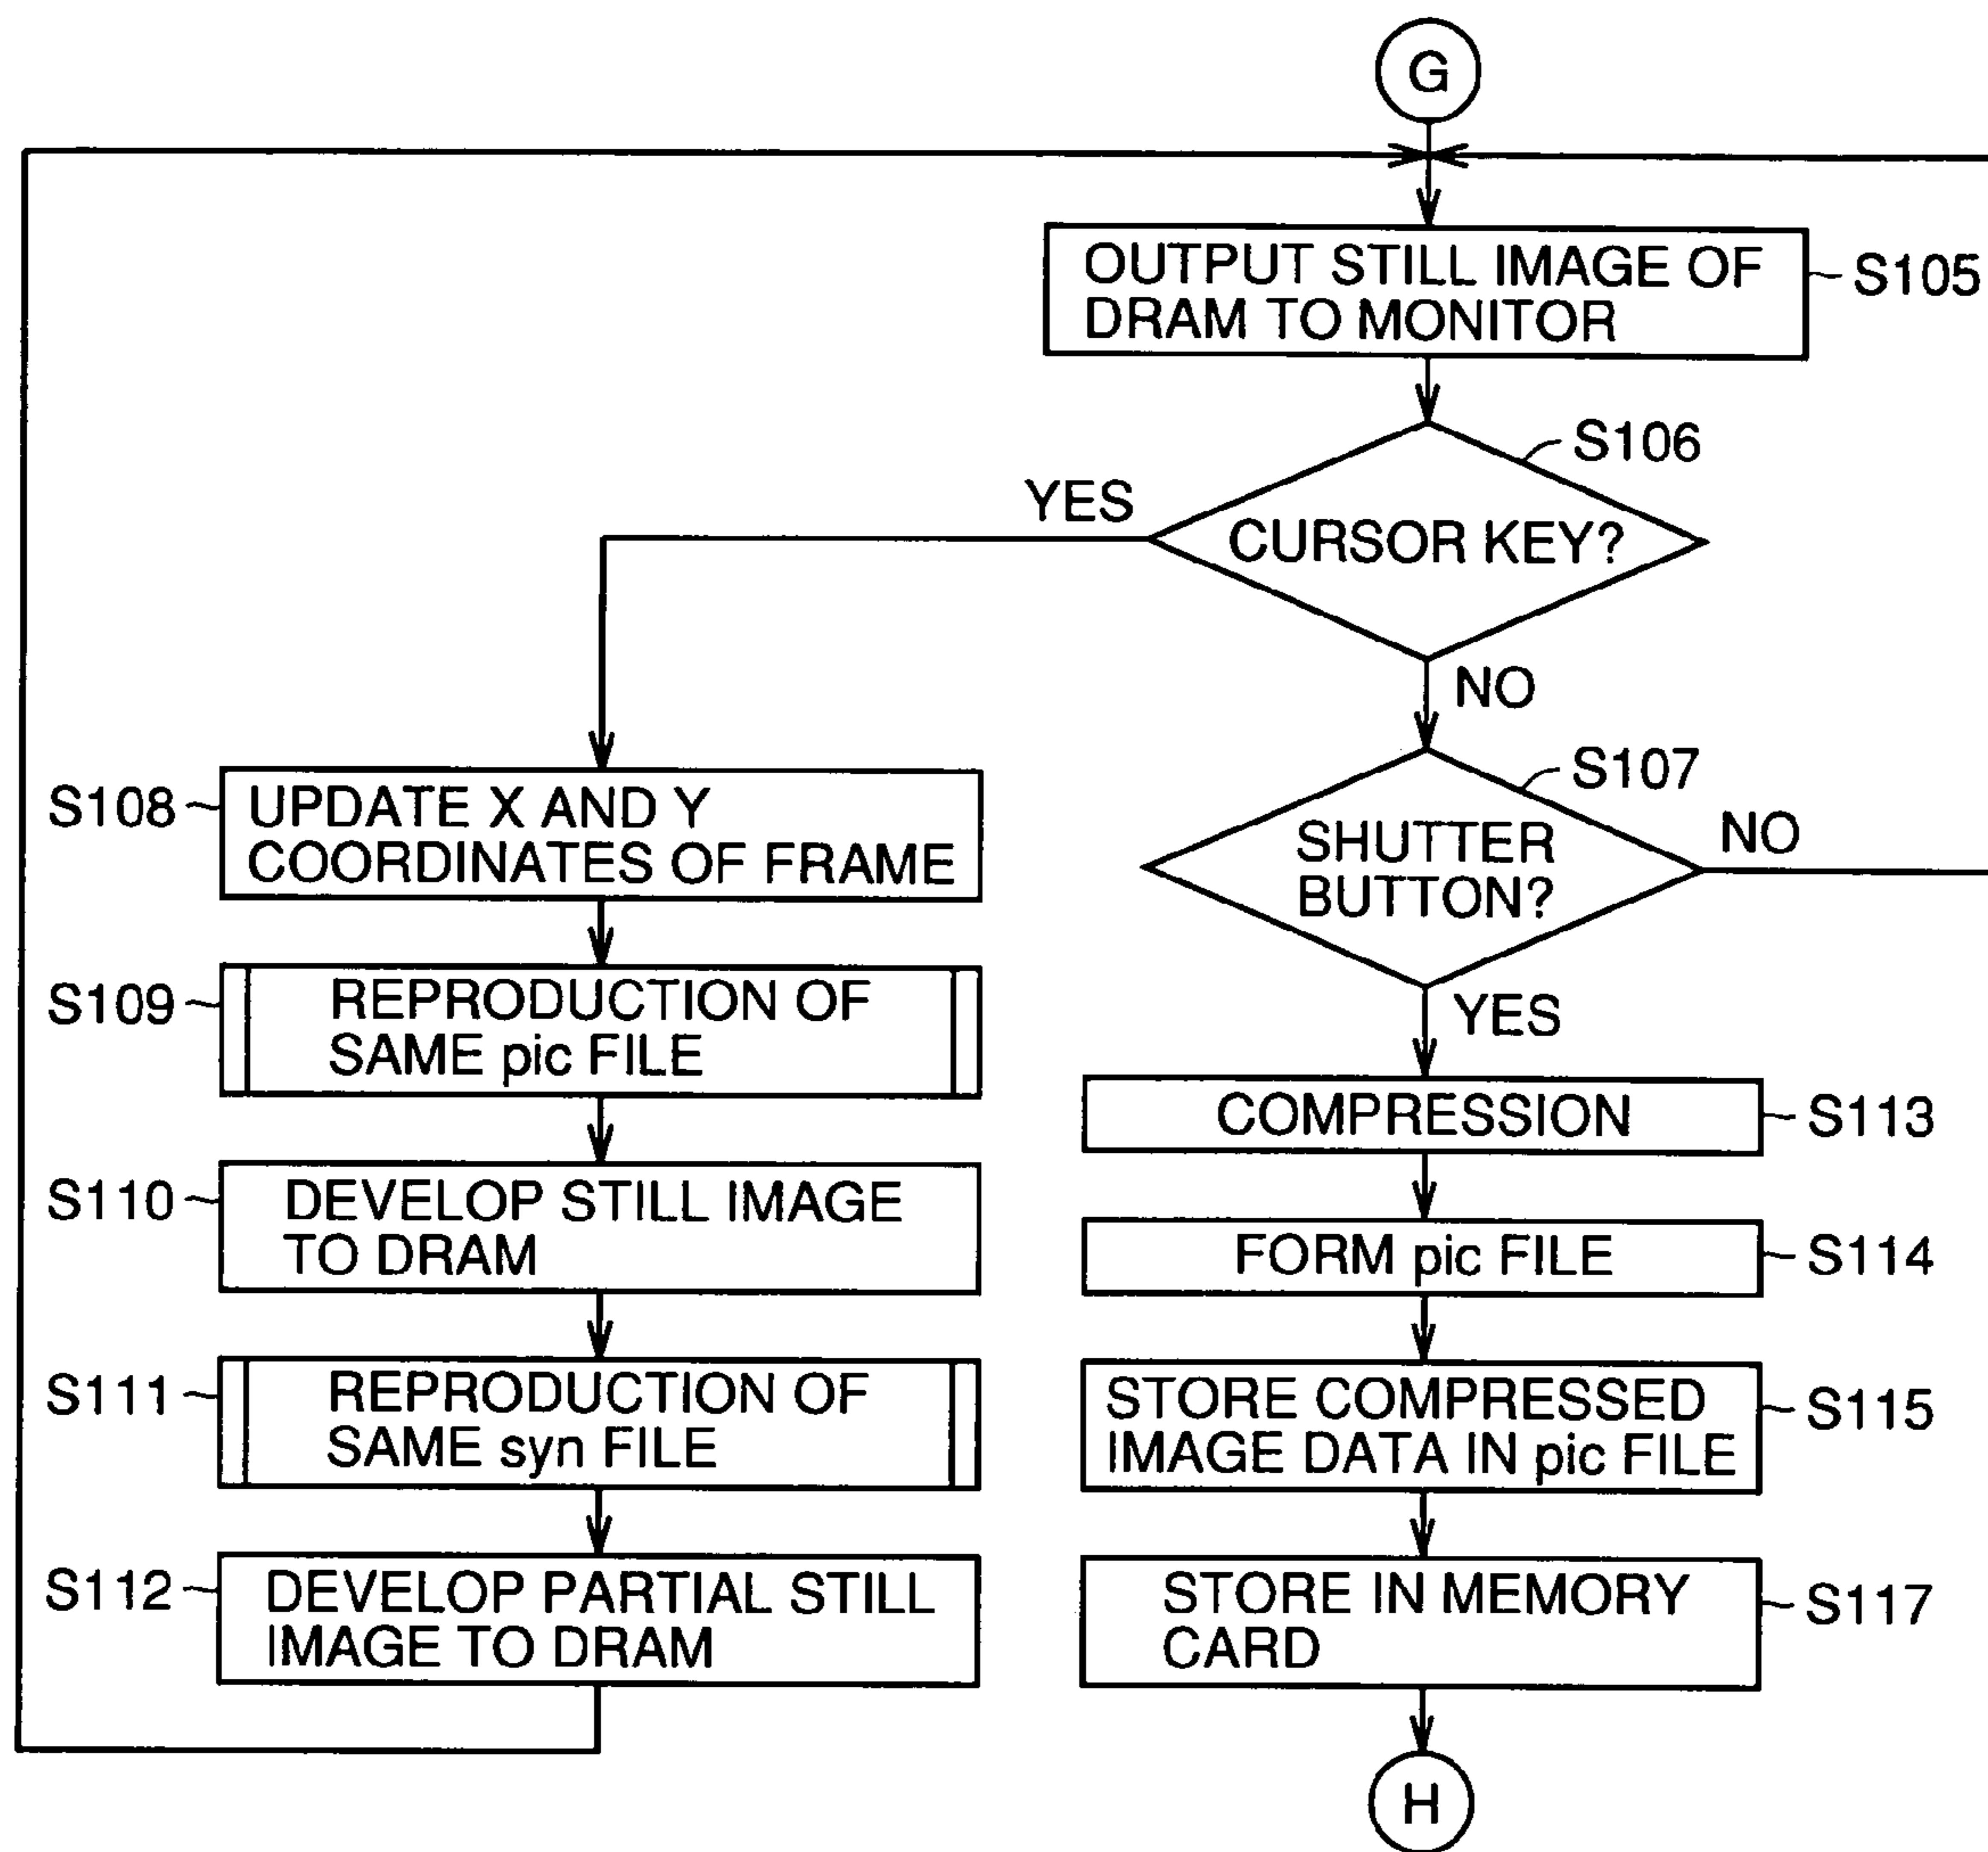 G
OUTPUT STILL IMAGE OF
DRAM TO MONITOR
S105
S106
YES
CURSOR KEY?
NO
S107
SHUTTER
BUTTON?
NO
YES
S108
UPDATE X AND Y
COORDINATES OF FRAME
S109
REPRODUCTION OF
SAME pic FILE
S110
DEVELOP STILL IMAGE
TO DRAM
S111
REPRODUCTION OF
SAME syn FILE
S112
DEVELOP PARTIAL STILL
IMAGE TO DRAM
COMPRESSION
S113
FORM pic FILE
S114
STORE COMPRESSED
IMAGE DATA IN pic FILE
S115
STORE IN MEMORY
CARD
S117
H